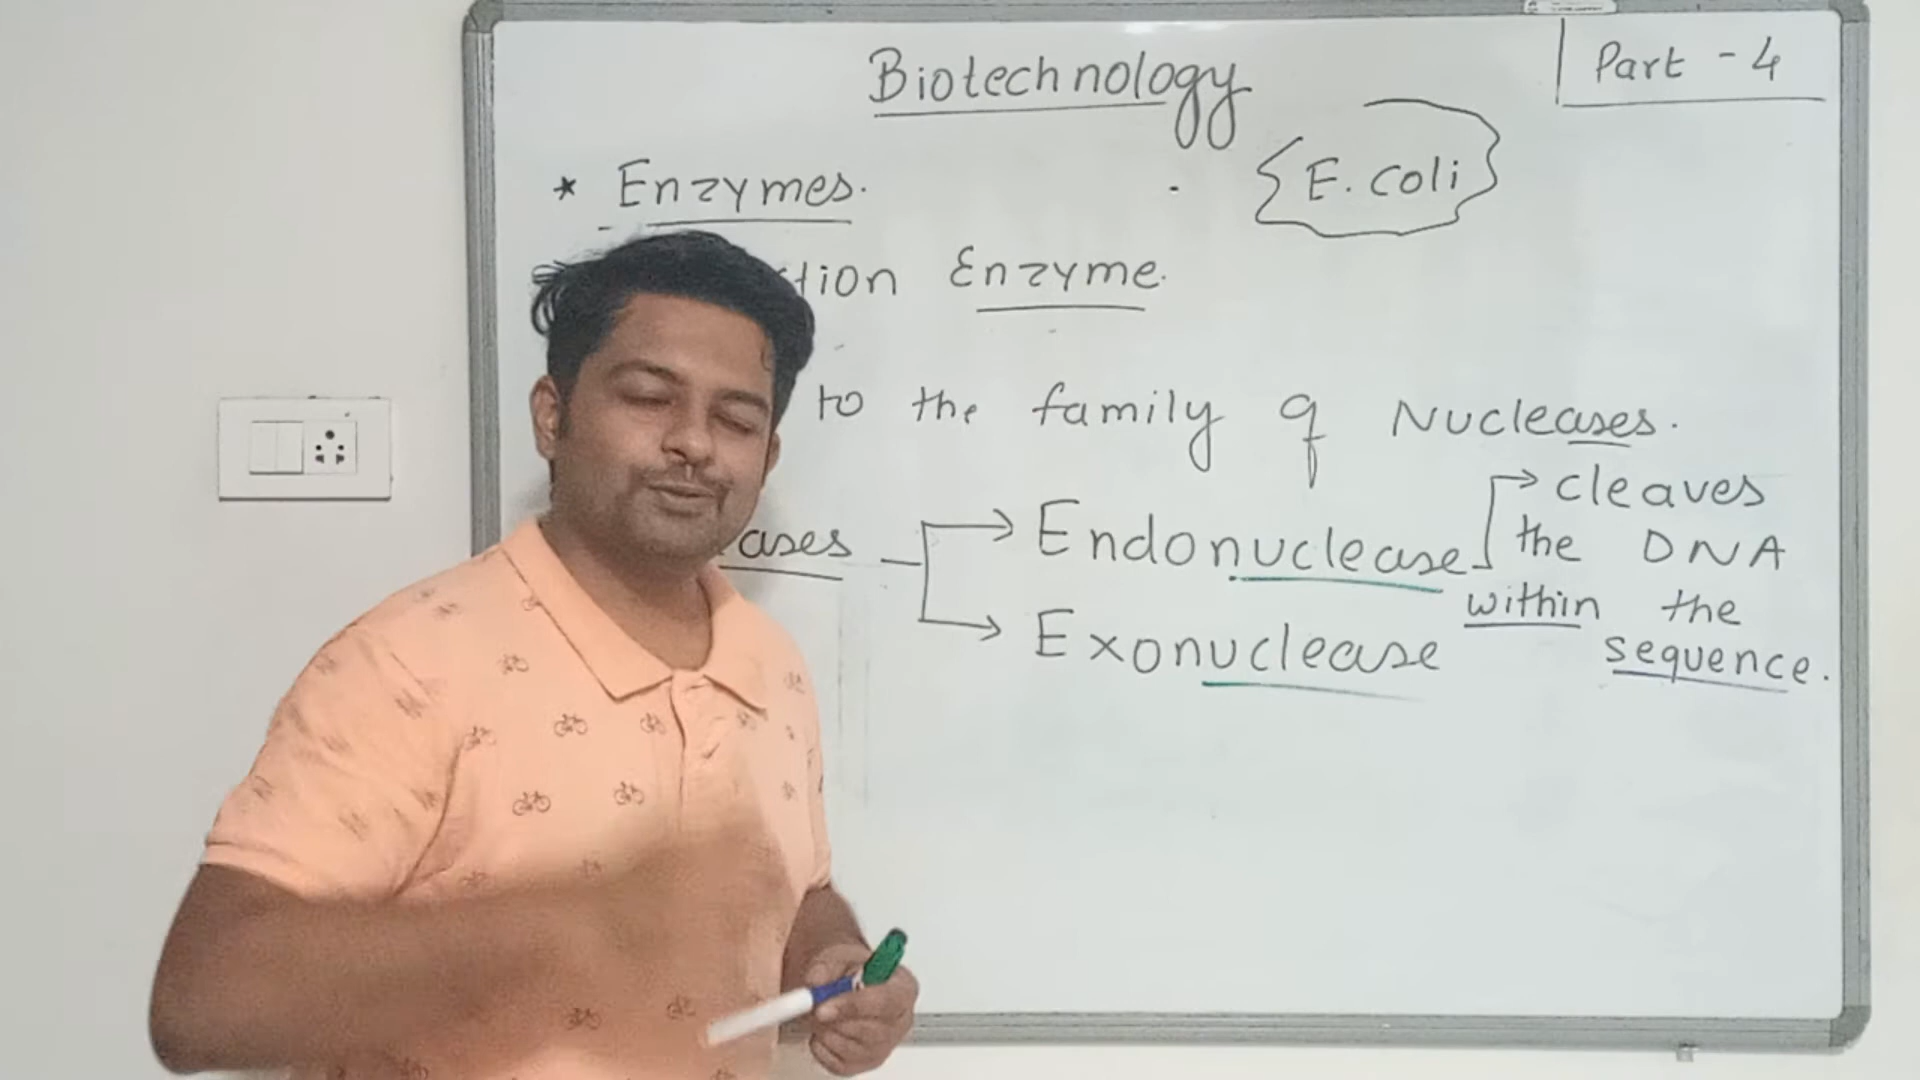 Biotechnology
Part - 4
* Enzymes.
E. coli
tion Enzyme.
to the family of Nucleases.
ases
Endonuclease
cleaves
the DNA
within the
sequence.
Exonuclease